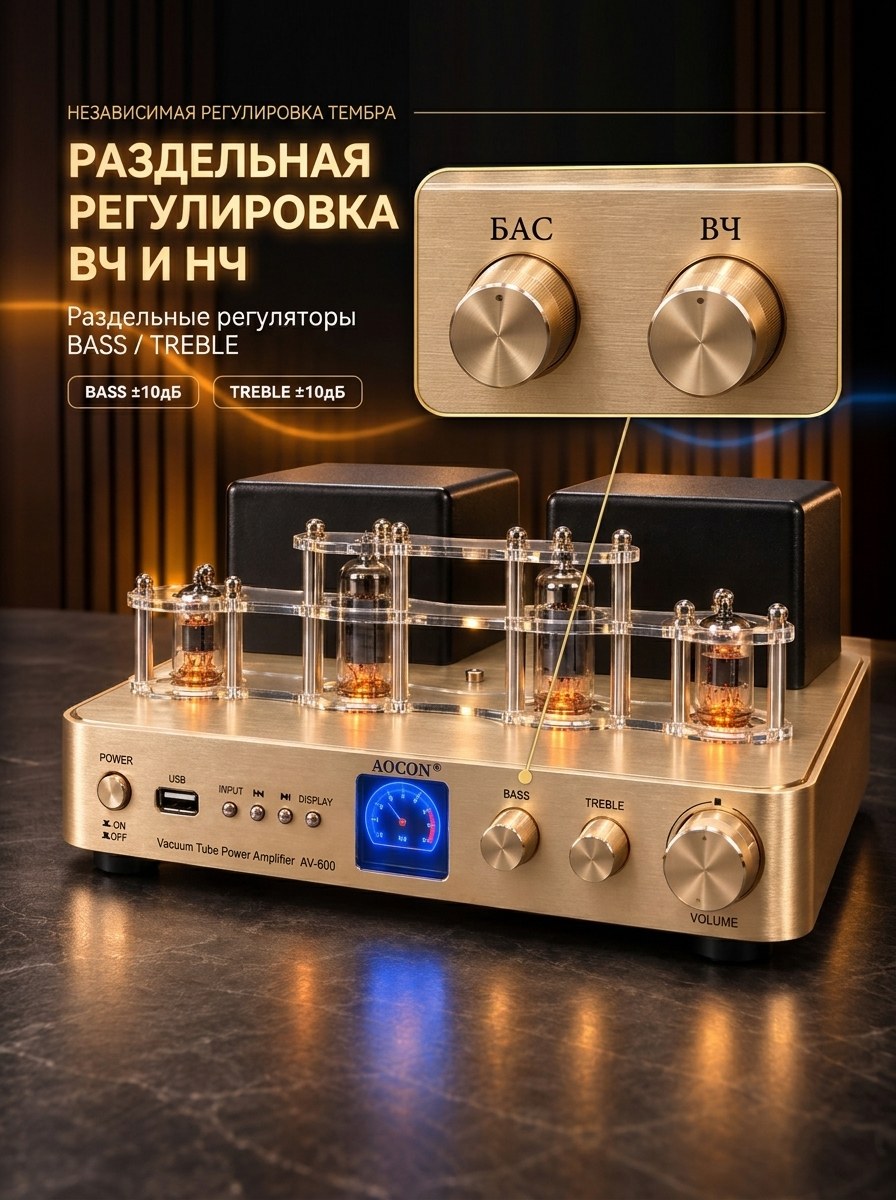 НЕЗАВИСИМАЯ РЕГУЛИРОВКА ТЕМБРА
РАЗДЕЛЬНАЯ
РЕГУЛИРОВКА
ВЧ И НЧ
Раздельные регуляторы
BASS / TREBLE
BASS ±10дБ
TREBLE ±10дБ
БАС
ВЧ
POWER
ON
OFF
USB
INPUT
DISPLAY
Vacuum Tube Power Amplifier AV-600
AOCON®
BASS
TREBLE
VOLUME